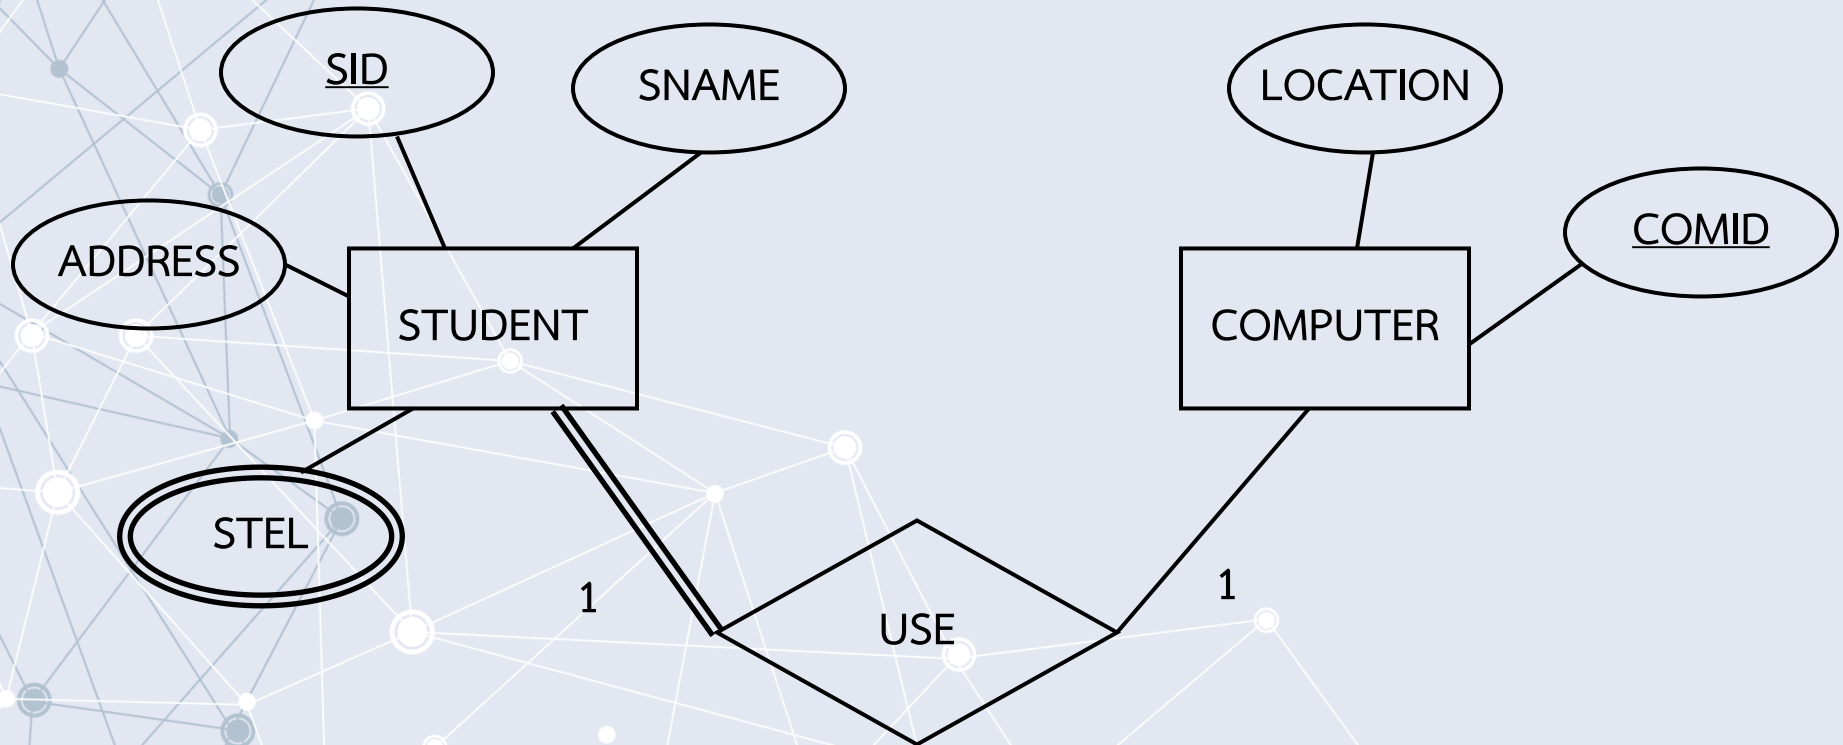 SID
SNAME
LOCATION
COMID
ADDRESS
STUDENT
COMPUTER
STEL
1
1
USE